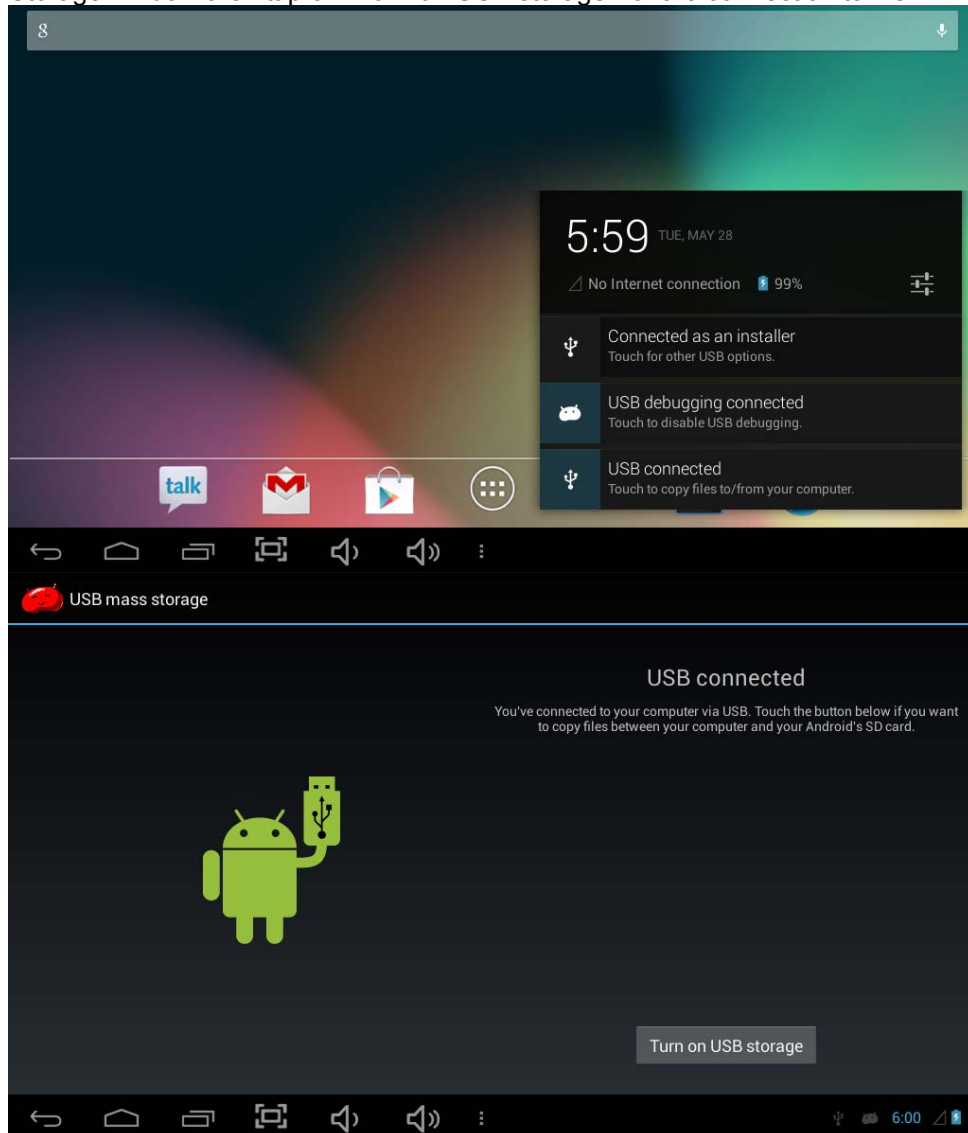 8
5:59 TUE, MAY 28
No Internet connection 99%
Connected as an installer
Touch for other USB options.
USB debugging connected
Touch to disable USB debugging.
talk
USB connected
Touch to copy files to/from your computer.
USB mass storage
USB connected
You've connected to your computer via USB. Touch the button below if you want
to copy files between your computer and your Android's SD card.
Turn on USB storage
6:00